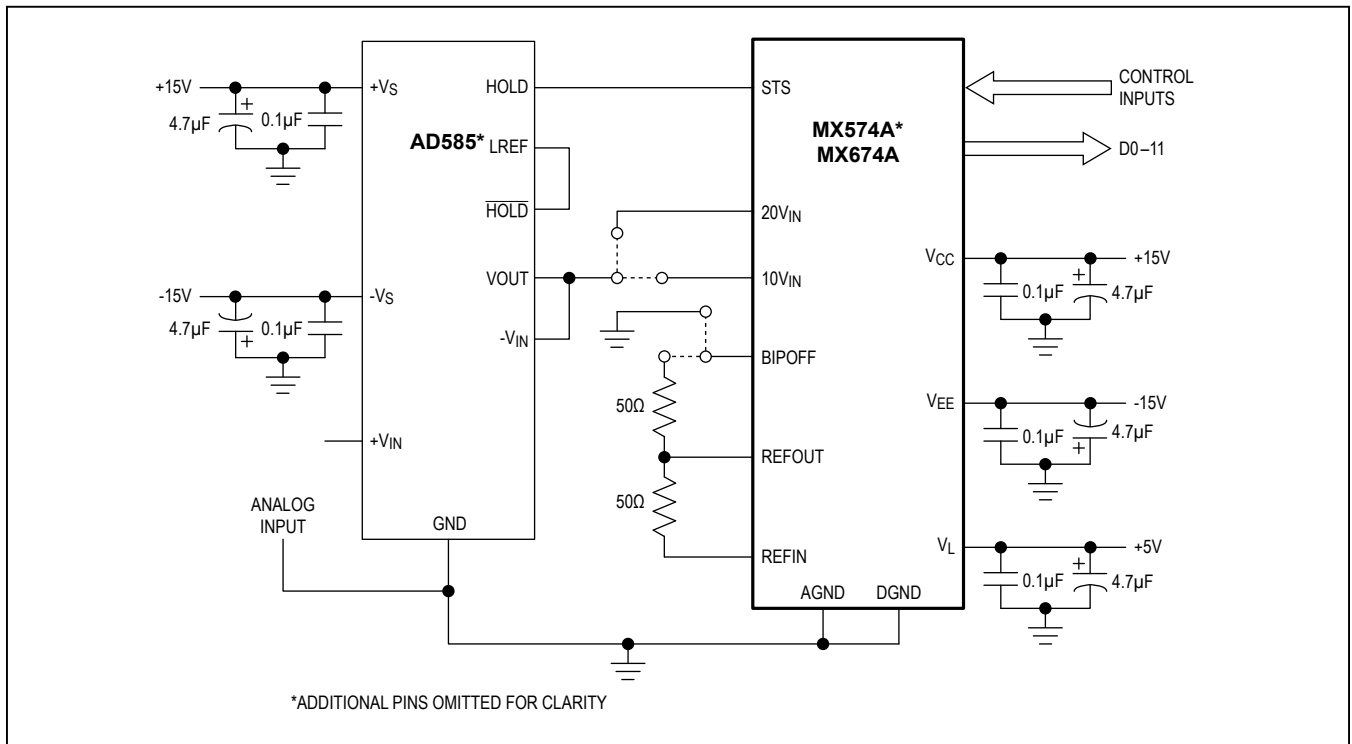 +15V
4.7µF
+
0.1µF
+VS
-15V
4.7µF
+
0.1µF
-VS
+VIN
ANALOG
INPUT
AD585*
HOLD
LREF
HOLD
VOUT
-VIN
GND
50Ω
50Ω
MX574A*
MX674A
STS
20VIN
10VIN
BIPOFF
REFOUT
REFIN
AGND
DGND
VCC
VEE
VL
CONTROL
INPUTS
D0–11
+15V
0.1µF
+
4.7µF
-15V
0.1µF
+
4.7µF
+5V
0.1µF
+
4.7µF
*ADDITIONAL PINS OMITTED FOR CLARITY